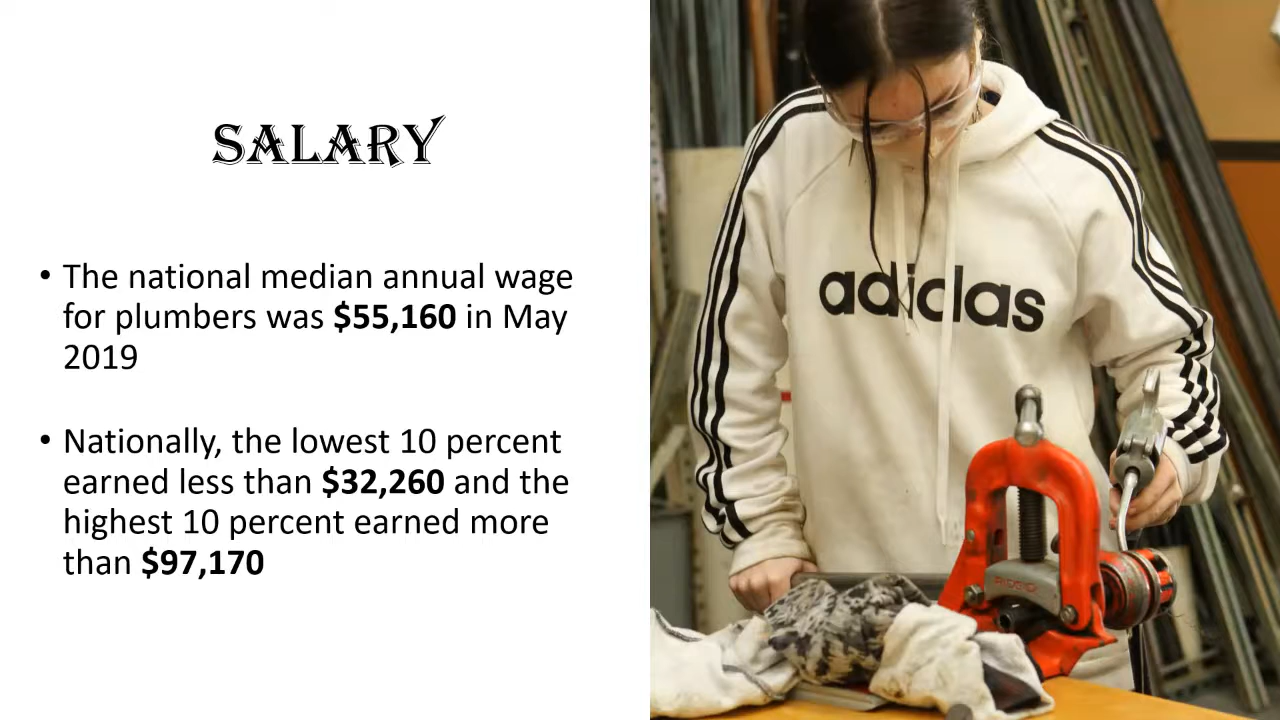 SALARY
• The national median annual wage
for plumbers was $55,160 in May
2019
• Nationally, the lowest 10 percent
earned less than $32,260 and the
highest 10 percent earned more
than $97,170
adidas
RIDGID